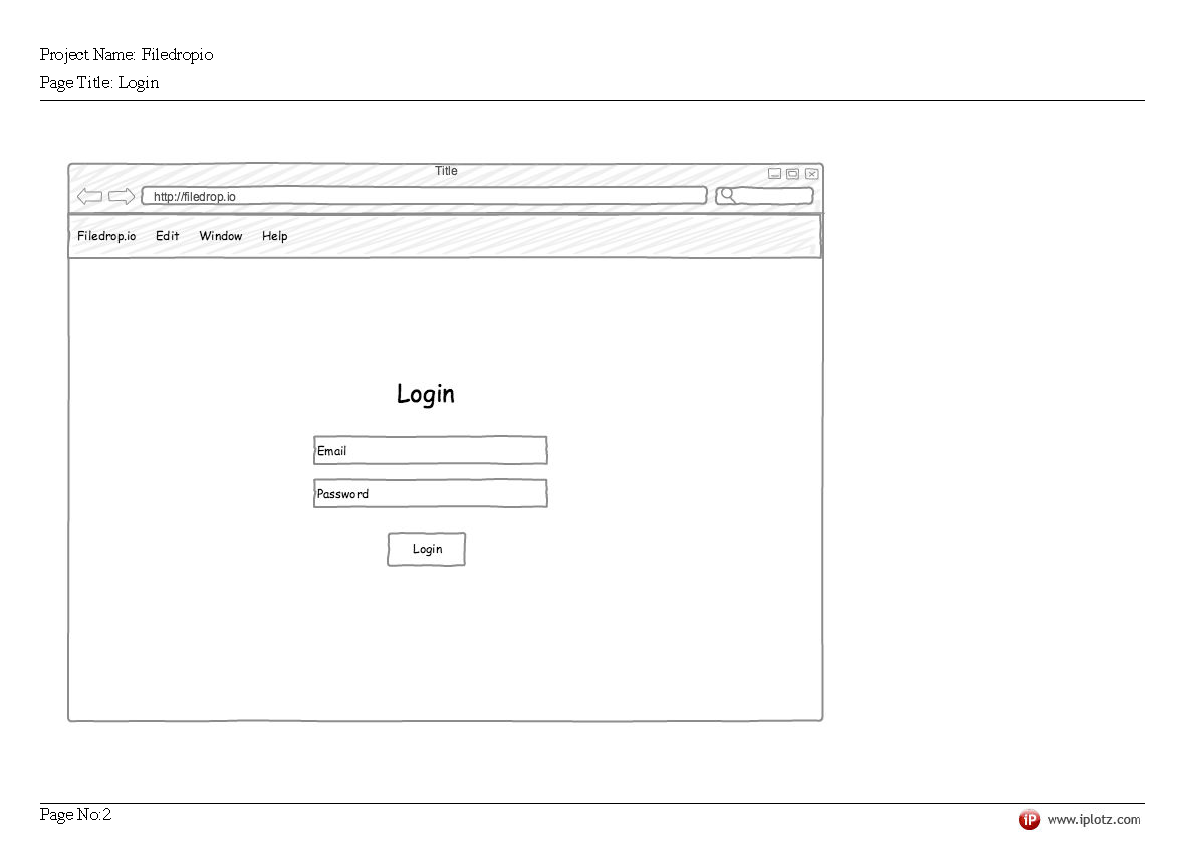 Project Name: Filedropio
Page Title: Login
Title
http://filedrop.io
Filedrop.io Edit Window Help
Login
Email
Password
Login
Page No:2
iP www.iplotz.com